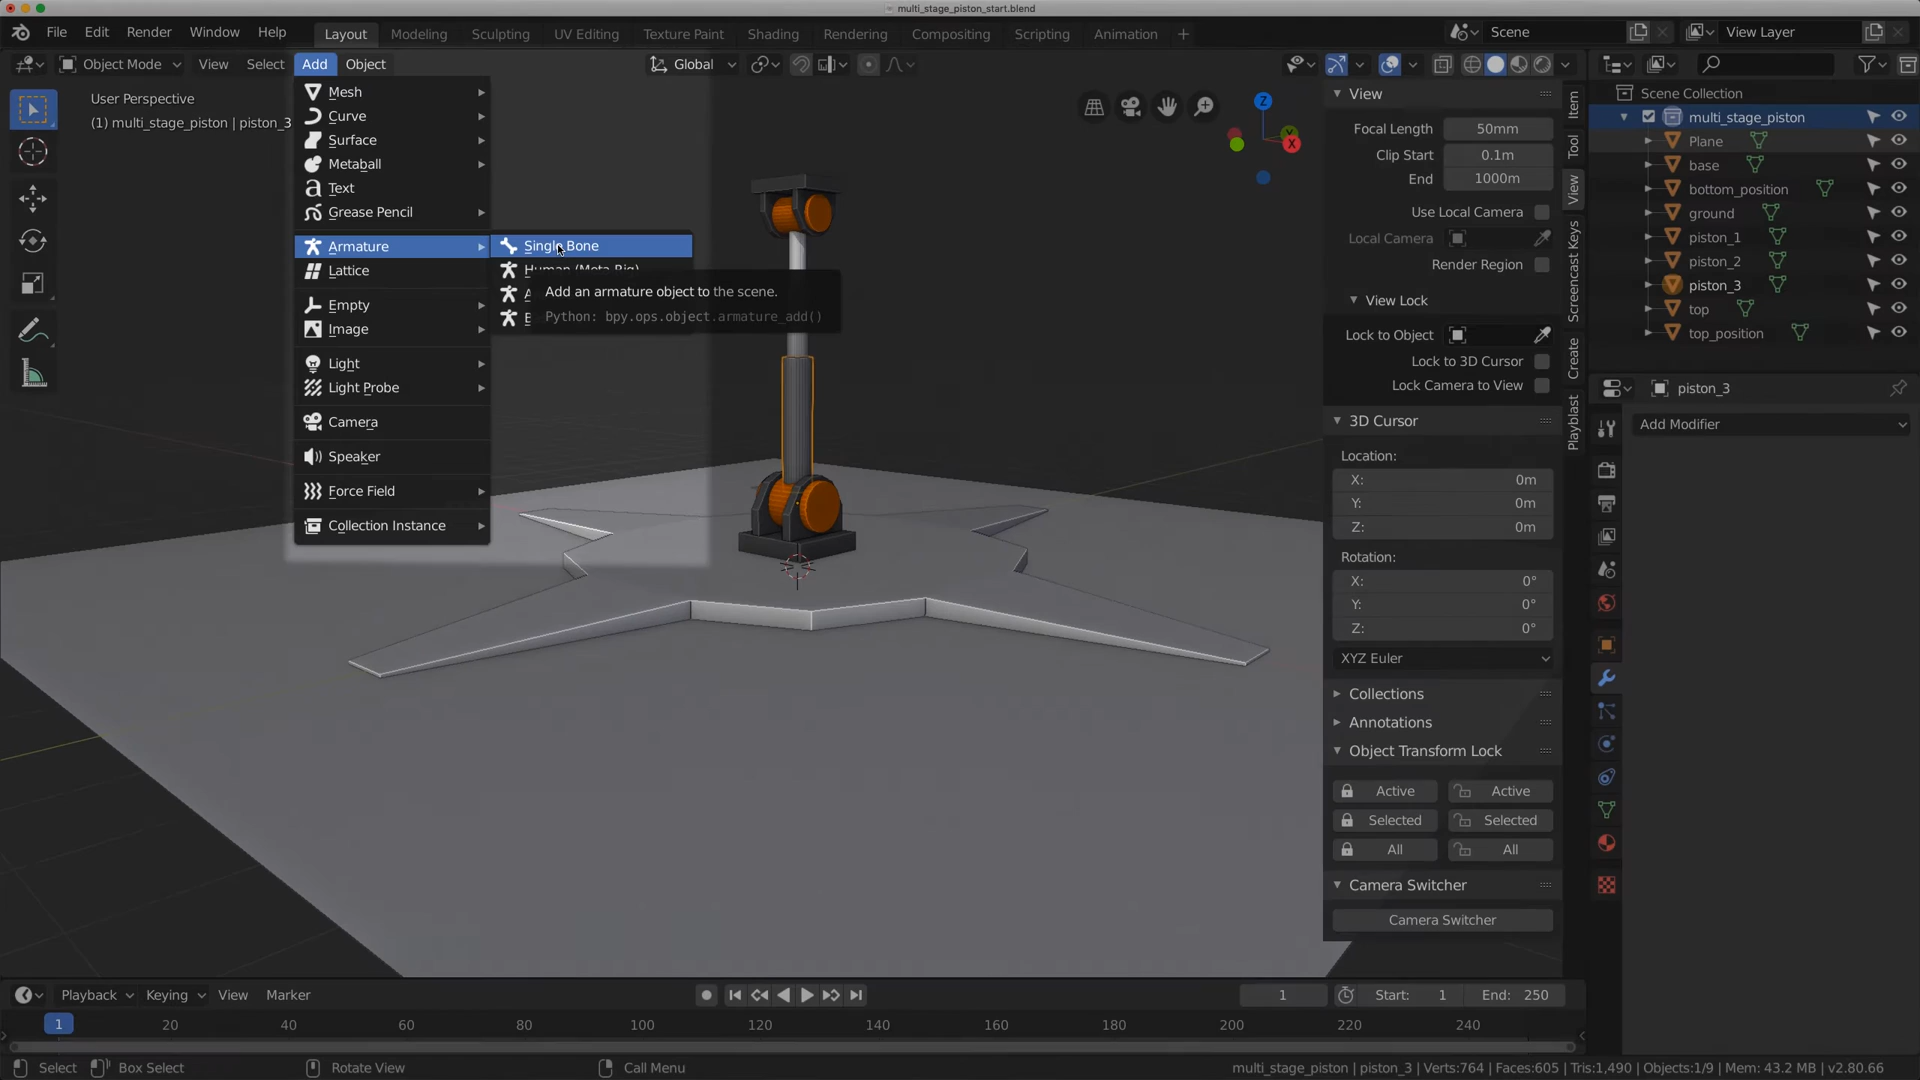 multi_stage_piston_start.blend
File Edit Render Window Help Layout Modeling Sculpting UV Editing Texture Paint Shading Rendering Compositing Scripting Animation + Scene View Layer
Object Mode View Select Add Object Global
User Perspective
(1) multi_stage_piston | piston_3
Mesh
Curve
Surface
Metaball
Text
Grease Pencil
Armature
Lattice
Empty
Image
Light
Light Probe
Camera
Speaker
Force Field
Collection Instance
Single Bone
Human (Meta-Rig)
Add an armature object to the scene.
Python: bpy.ops.object.armature_add()
Z
Y
X
View
Focal Length 50mm
Clip Start 0.1m
End 1000m
Use Local Camera
Local Camera
Render Region
View Lock
Lock to Object
Lock to 3D Cursor
Lock Camera to View
3D Cursor
Location:
X: 0m
Y: 0m
Z: 0m
Rotation:
X: 0°
Y: 0°
Z: 0°
XYZ Euler
Collections
Annotations
Object Transform Lock
Active Active
Selected Selected
All All
Camera Switcher
Camera Switcher
Item
Tool
View
Screencast Keys
Create
Playblast
Scene Collection
multi_stage_piston
Plane
base
bottom_position
ground
piston_1
piston_2
piston_3
top
top_position
piston_3
Add Modifier
Playback Keying View Marker 1 Start: 1 End: 250
1 20 40 60 80 100 120 140 160 180 200 220 240
Select Box Select Rotate View Call Menu multi_stage_piston | piston_3 | Verts:764 | Faces:605 | Tris:1,490 | Objects:1/9 | Mem: 43.2 MB | v2.80.66